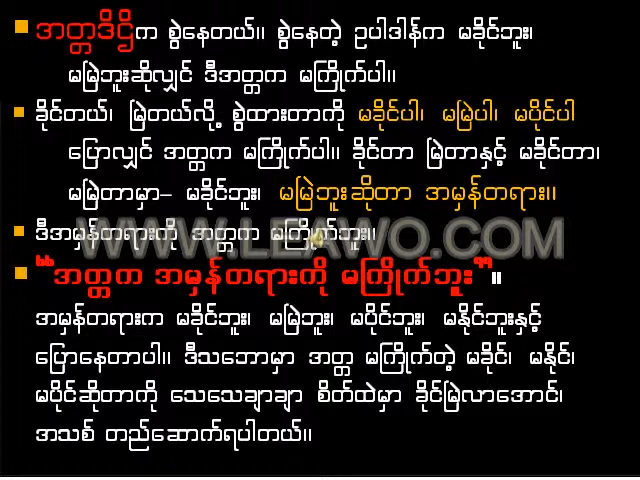 အတ္တဒိဋ္ဌိက စွဲနေတယ်။ စွဲနေတဲ့ ဥပါဒါန်က မခိုင်ဘူး၊
မမြဲဘူးဆိုလျှင် ဒီအတ္တက မကြိုက်ပါ။
ခိုင်တယ်၊ မြဲတယ်လို့ စွဲထားတာကို မခိုင်ပါ၊ မမြဲပါ၊ မပိုင်ပါ
ပြောလျှင် အတ္တက မကြိုက်ပါ။ ခိုင်တာ မြဲတာနှင့် မခိုင်တာ၊
မမြဲတာမှာ– မခိုင်ဘူး၊ မမြဲဘူးဆိုတာ အမှန်တရား။
ဒီအမှန်တရားကို အတ္တက မကြိုက်ဘူး။
WWW.LEAWO.COM
“အတ္တက အမှန်တရားကို မကြိုက်ဘူး”။
အမှန်တရားက မခိုင်ဘူး၊ မမြဲဘူး၊ မပိုင်ဘူး၊ မနိုင်ဘူးနှင့်
ပြောနေတာပါ။ ဒီသဘောမှာ အတ္တ မကြိုက်တဲ့ မခိုင်၊ မနိုင်၊
မပိုင်ဆိုတာကို သေသေချာချာ စိတ်ထဲမှာ ခိုင်မြဲလာအောင်၊
အသစ် တည်ဆောက်ရပါတယ်။